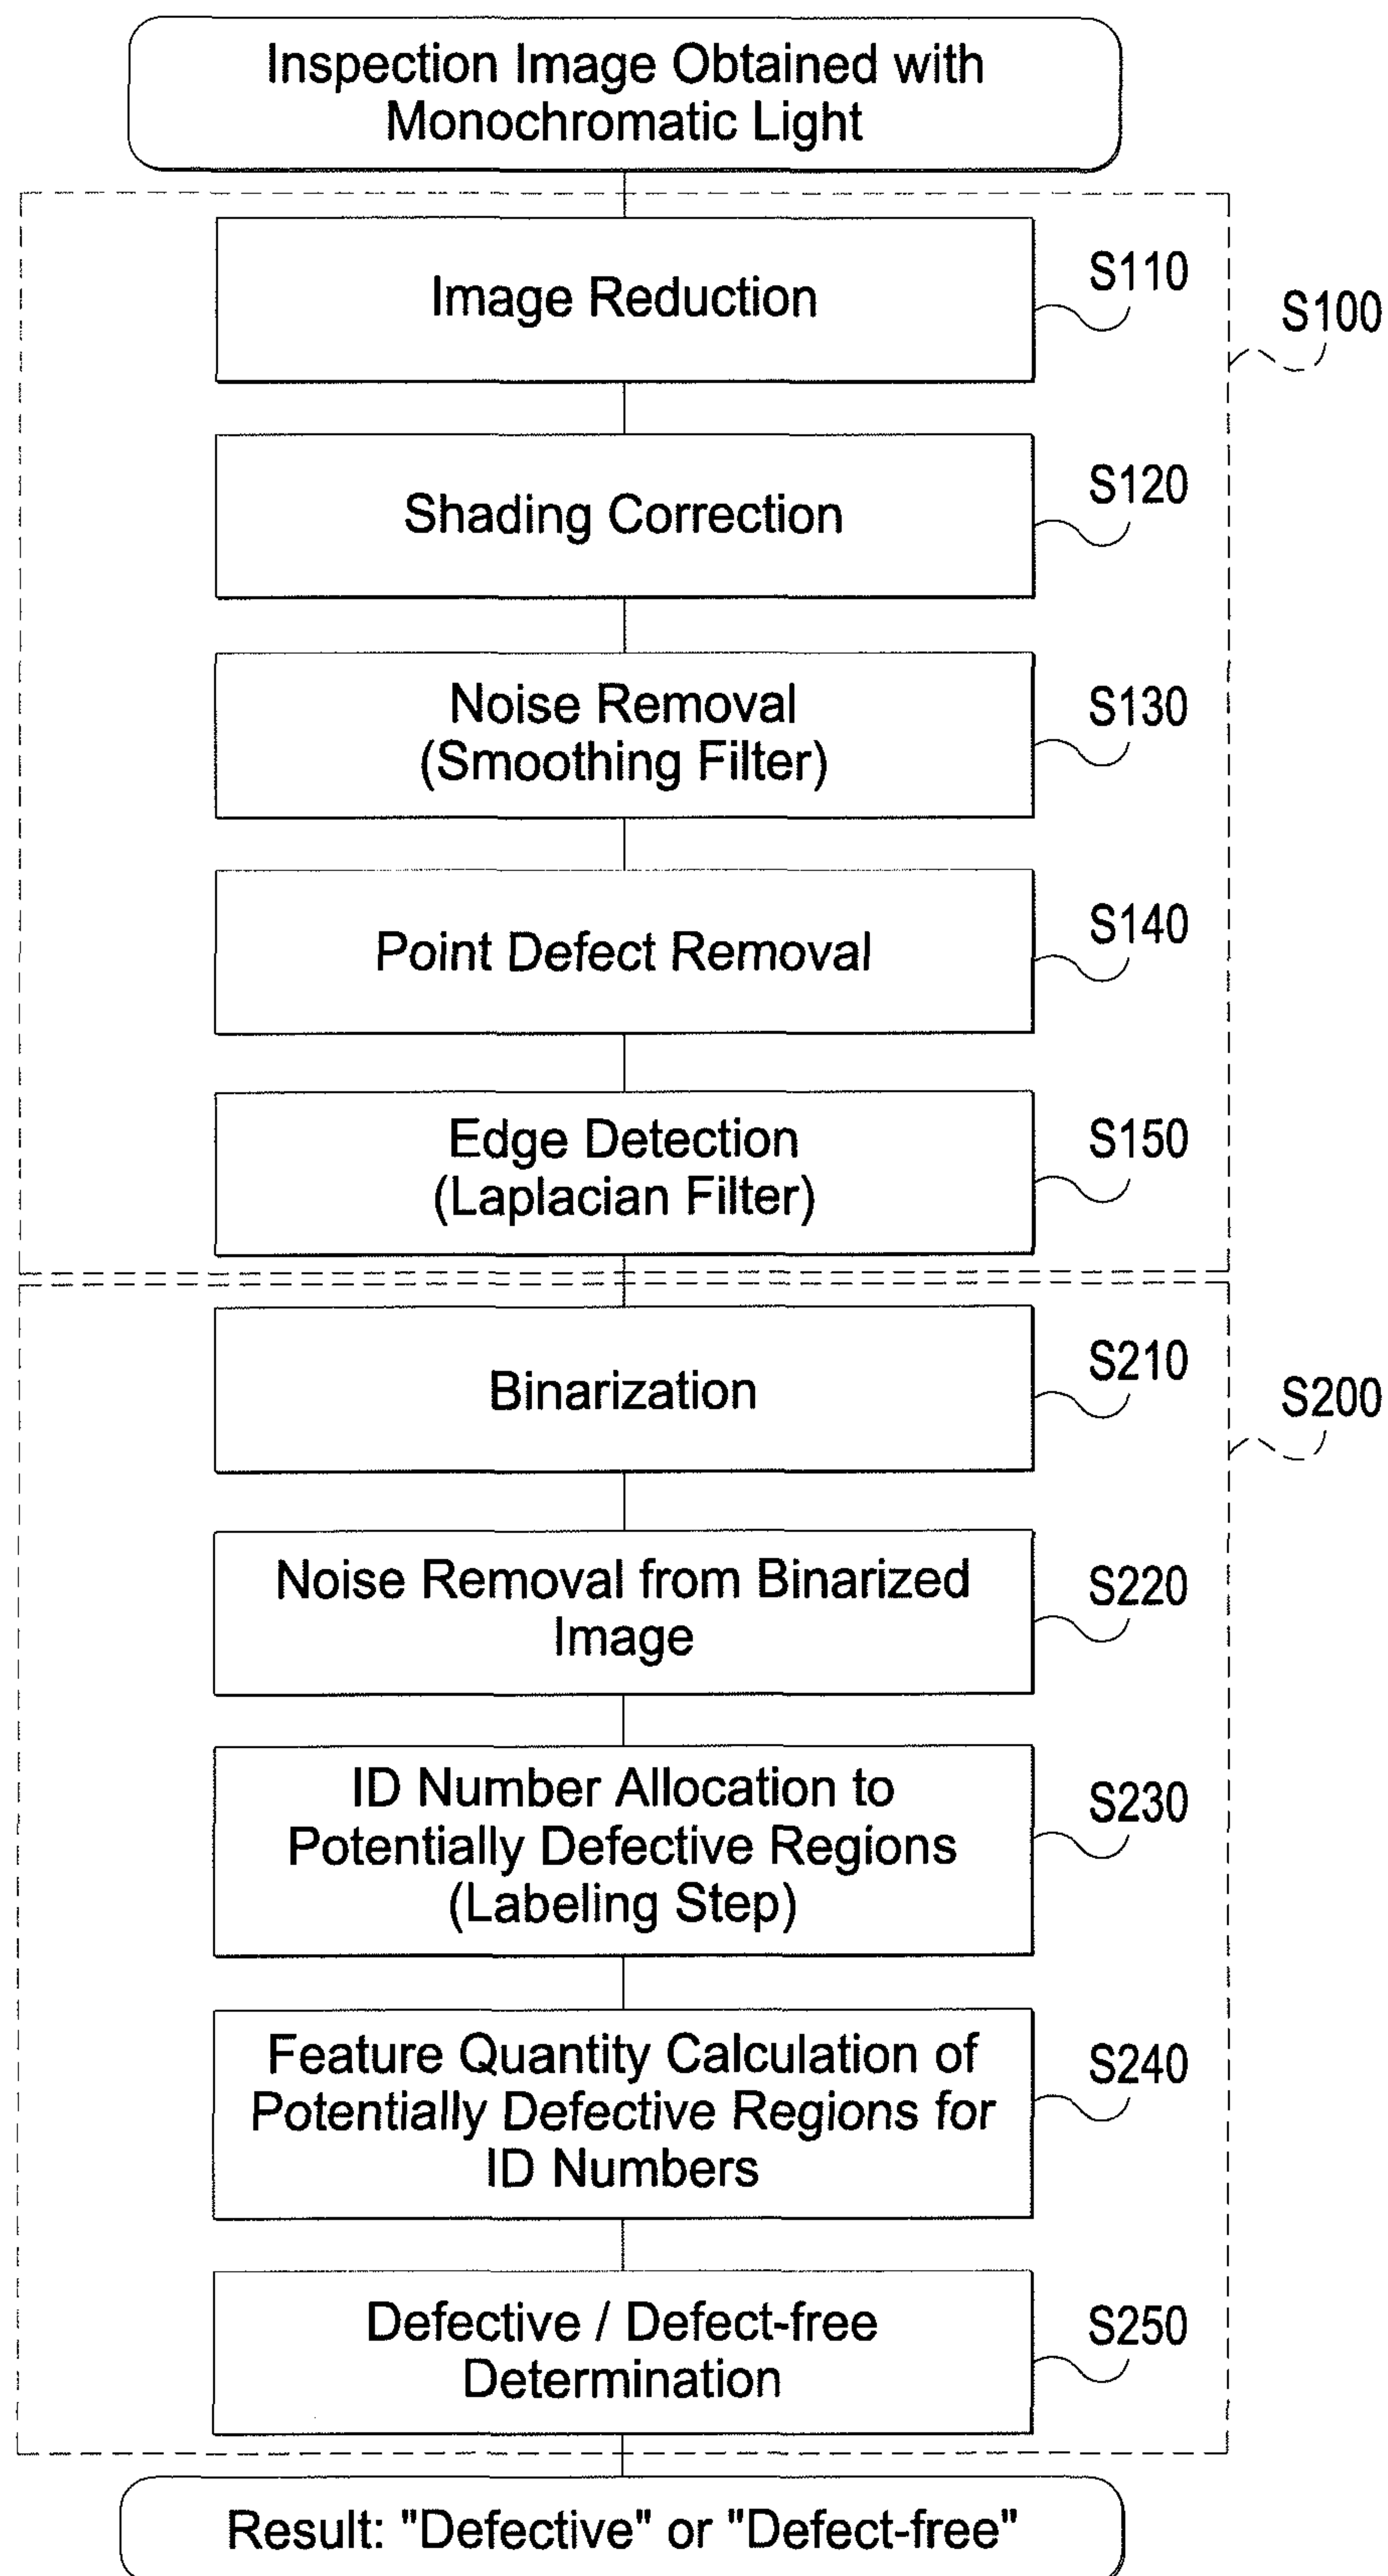 Inspection Image Obtained with
Monochromatic Light
Image Reduction
S110
S100
Shading Correction
S120
Noise Removal
(Smoothing Filter)
S130
Point Defect Removal
S140
Edge Detection
(Laplacian Filter)
S150
Binarization
S210
S200
Noise Removal from Binarized
Image
S220
ID Number Allocation to
Potentially Defective Regions
(Labeling Step)
S230
Feature Quantity Calculation of
Potentially Defective Regions for
ID Numbers
S240
Defective / Defect-free
Determination
S250
Result: "Defective" or "Defect-free"